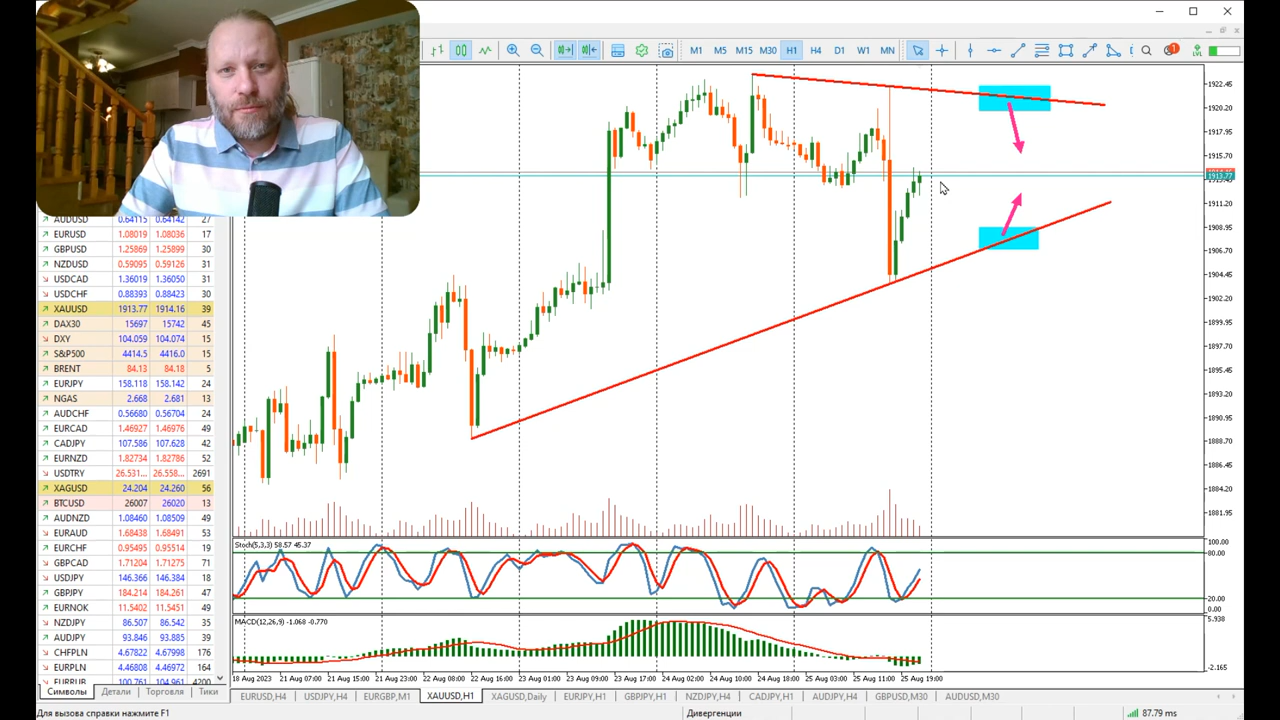 M1 M5 M15 M30 H1 H4 D1 W1 MN 1 LVL
AUDUSD 0.64115 0.64142 27
EURUSD 1.08019 1.08036 17
GBPUSD 1.25869 1.25899 30
NZDUSD 0.59095 0.59126 31
USDCAD 1.36019 1.36050 31
USDCHF 0.88393 0.88423 30
XAUUSD 1913.77 1914.16 39
DAX30 15697 15742 45
DXY 104.059 104.074 15
S&P500 4414.5 4416.0 15
BRENT 84.13 84.18 5
EURJPY 158.118 158.142 24
NGAS 2.668 2.681 13
AUDCHF 0.56680 0.56704 24
EURCAD 1.46927 1.46976 49
CADJPY 107.586 107.628 42
EURNZD 1.82734 1.82786 52
USDTRY 26.531... 26.558... 2691
XAGUSD 24.204 24.260 56
BTCUSD 26007 26020 13
AUDNZD 1.08460 1.08509 49
EURAUD 1.68438 1.68491 53
EURCHF 0.95495 0.95514 19
GBPCAD 1.71204 1.71275 71
USDJPY 146.366 146.384 18
GBPJPY 184.214 184.261 47
EURNOK 11.5402 11.5451 49
NZDJPY 86.507 86.542 35
AUDJPY 93.846 93.885 39
CHFPLN 4.67822 4.67998 176
EURPLN 4.46808 4.46972 164
EURRUR 100.761 104.961 4200
Символы Детали Торговля Тики
1922.45
1920.20
1917.95
1915.70
1913.77
1911.20
1908.95
1906.70
1904.45
1902.20
1899.95
1897.70
1895.45
1893.20
1890.95
1888.70
1886.45
1884.20
1881.95
Stoch(5,3,3) 58.57 45.37
100.00
80.00
20.00
0.00
MACD(12,26,9) -1.068 -0.770
5.938
-2.165
18 Aug 2023 21 Aug 07:00 21 Aug 15:00 21 Aug 23:00 22 Aug 08:00 22 Aug 16:00 23 Aug 01:00 23 Aug 09:00 23 Aug 17:00 24 Aug 02:00 24 Aug 10:00 24 Aug 18:00 25 Aug 03:00 25 Aug 11:00 25 Aug 19:00
EURUSD,H4 USDJPY,H4 EURGBP,M1 XAUUSD,H1 XAGUSD,Daily EURJPY,H1 GBPJPY,H1 NZDJPY,H4 CADJPY,H1 AUDJPY,H4 GBPUSD,M30 AUDUSD,M30
Для вызова справки нажмите F1 Дивергенции 87.79 ms